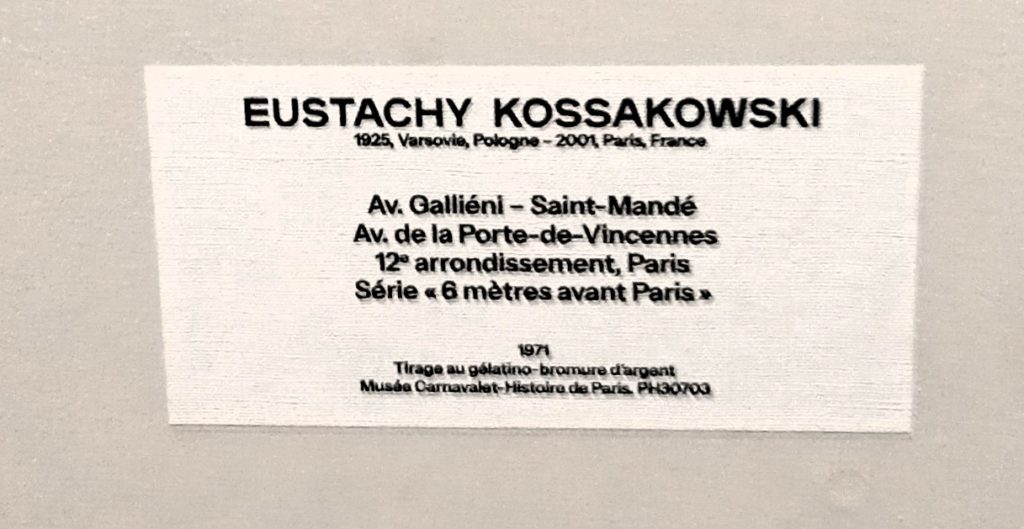 EUSTACHY KOSSAKOWSKI
1925, Varsovie, Pologne – 2001, Paris, France
Av. Galliéni – Saint-Mandé
Av. de la Porte-de-Vincennes
12e arrondissement, Paris
Série « 6 mètres avant Paris »
1971
Tirage au gélatino-bromure d'argent
Musée Carnavalet-Histoire de Paris. PH30703